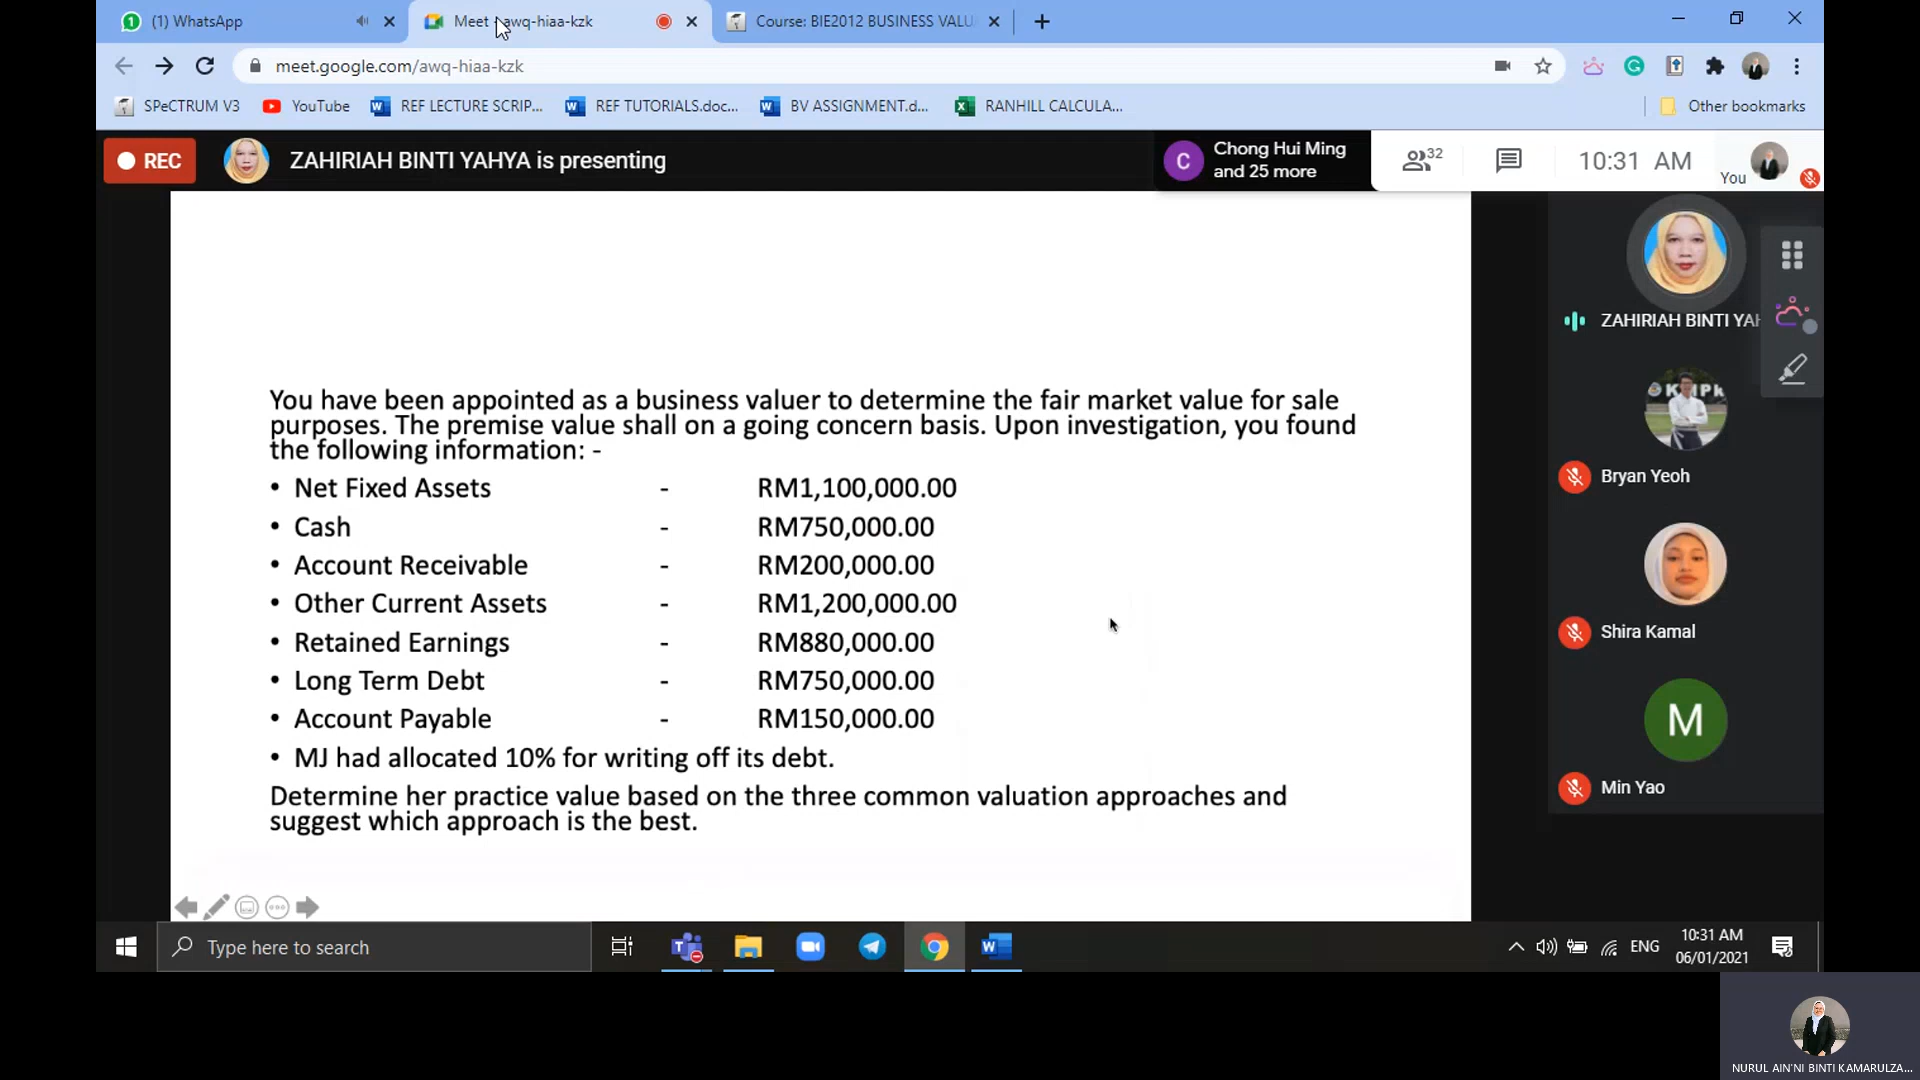 (1) WhatsApp
Meet - awq-hiaa-kzk
Course: BIE2012 BUSINESS VALU
meet.google.com/awq-hiaa-kzk
SPeCTRUM V3
YouTube
REF LECTURE SCRIP...
REF TUTORIALS.doc...
BV ASSIGNMENT.d...
RANHILL CALCULA...
Other bookmarks
REC
ZAHIRIAH BINTI YAHYA is presenting
C
Chong Hui Ming
and 25 more
32
10:31 AM
You
You have been appointed as a business valuer to determine the fair market value for sale
purposes. The premise value shall on a going concern basis. Upon investigation, you found
the following information: -
• Net Fixed Assets - RM1,100,000.00
• Cash - RM750,000.00
• Account Receivable - RM200,000.00
• Other Current Assets - RM1,200,000.00
• Retained Earnings - RM880,000.00
• Long Term Debt - RM750,000.00
• Account Payable - RM150,000.00
• MJ had allocated 10% for writing off its debt.
Determine her practice value based on the three common valuation approaches and
suggest which approach is the best.
ZAHIRIAH BINTI YAH
Bryan Yeoh
Shira Kamal
M
Min Yao
Type here to search
ENG
10:31 AM
06/01/2021
NURUL AIN'NI BINTI KAMARULZA...